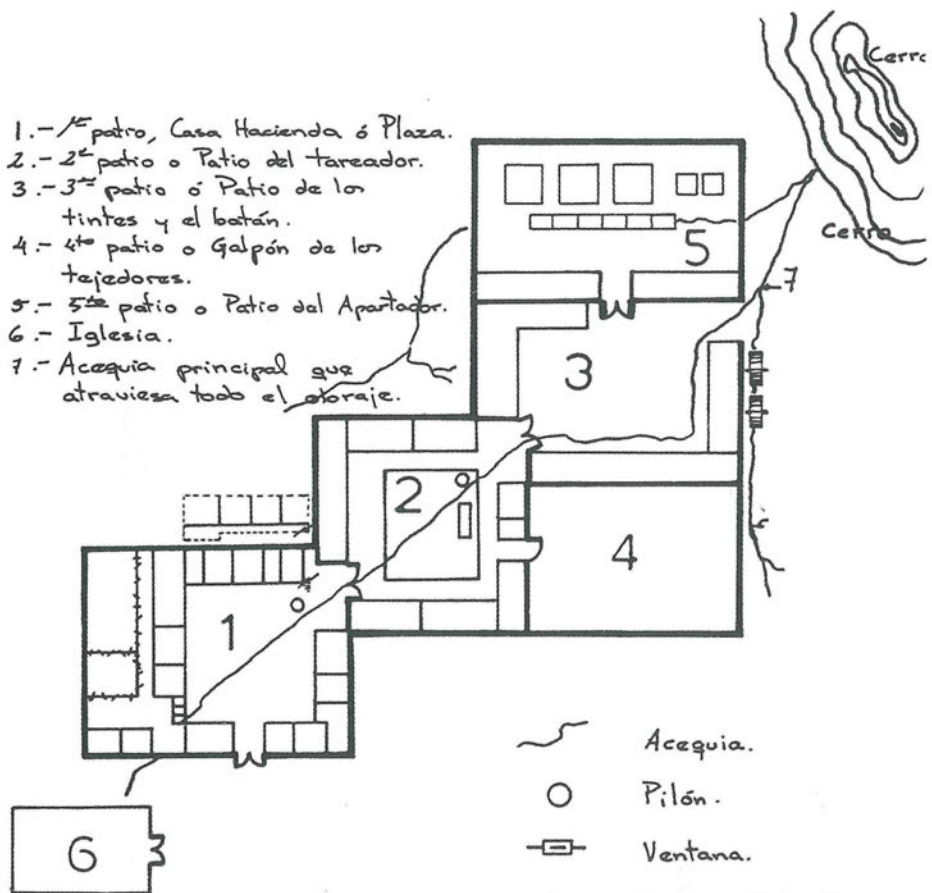 1.- 1er patio, Casa Hacienda ó Plaza.
2.- 2do patio o Patio del tareador.
3.- 3er patio ó Patio de los
tintes y el batán.
4.- 4to patio o Galpón de los
tejedores.
5.- 5to patio o Patio del Apartador.
6.- Iglesia.
7.- Acequia principal que
atraviesa todo el obraje.
Cerro
Cerro
5
7
3
2
4
1
6
Acequia.
Pilón.
Ventana.